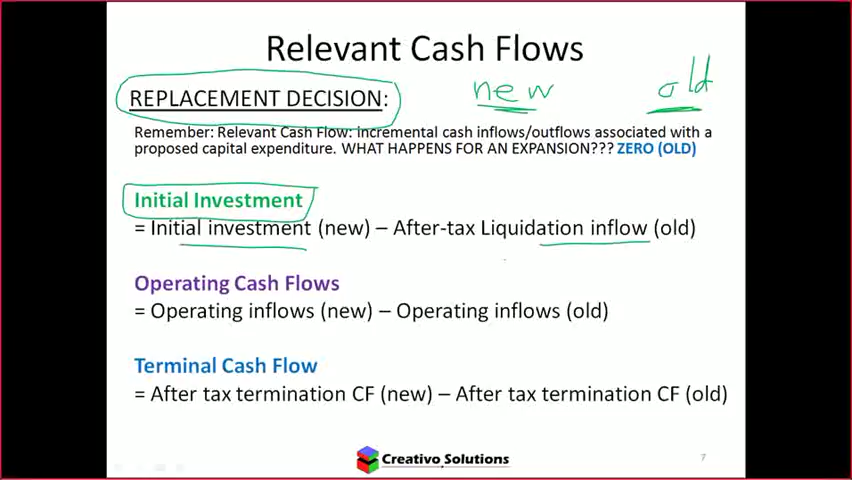 Relevant Cash Flows
new old
REPLACEMENT DECISION:
Remember: Relevant Cash Flow: Incremental cash inflows/outflows associated with a
proposed capital expenditure. WHAT HAPPENS FOR AN EXPANSION??? ZERO (OLD)
Initial Investment
= Initial investment (new) – After-tax Liquidation inflow (old)
Operating Cash Flows
= Operating inflows (new) – Operating inflows (old)
Terminal Cash Flow
= After tax termination CF (new) – After tax termination CF (old)
Creativo Solutions
7